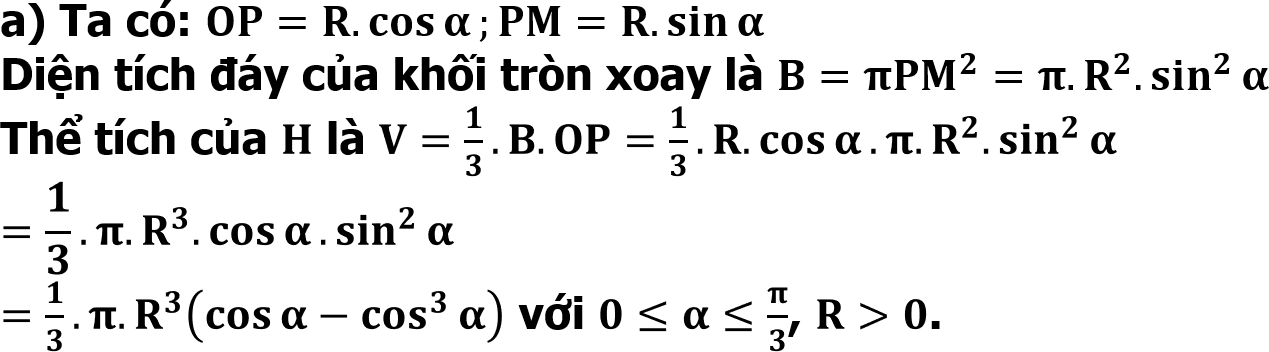 a) Ta có: OP = R. cos α ; PM = R. sin α
Diện tích đáy của khối tròn xoay là B = πPM² = π. R². sin² α
Thể tích của H là V = 1/3 . B. OP = 1/3 . R. cos α . π. R². sin² α
= 1/3 . π. R³. cos α . sin² α
= 1/3 . π. R³(cos α − cos³ α) với 0 ≤ α ≤ π/3, R > 0.